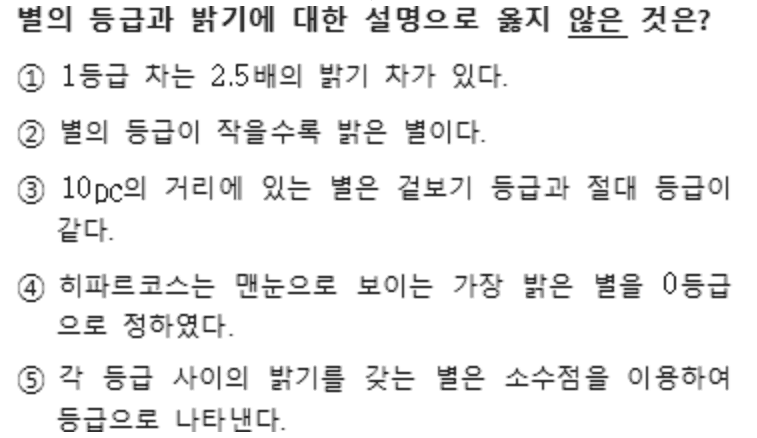 별의 등급과 밝기에 대한 설명으로 옳지 않은 것은?
① 1등급 차는 2.5배의 밝기 차가 있다.
② 별의 등급이 작을수록 밝은 별이다.
③ 10pc의 거리에 있는 별은 겉보기 등급과 절대 등급이
같다.
④ 히파르코스는 맨눈으로 보이는 가장 밝은 별을 0등급
으로 정하였다.
⑤ 각 등급 사이의 밝기를 갖는 별은 소수점을 이용하여
등급으로 나타낸다.